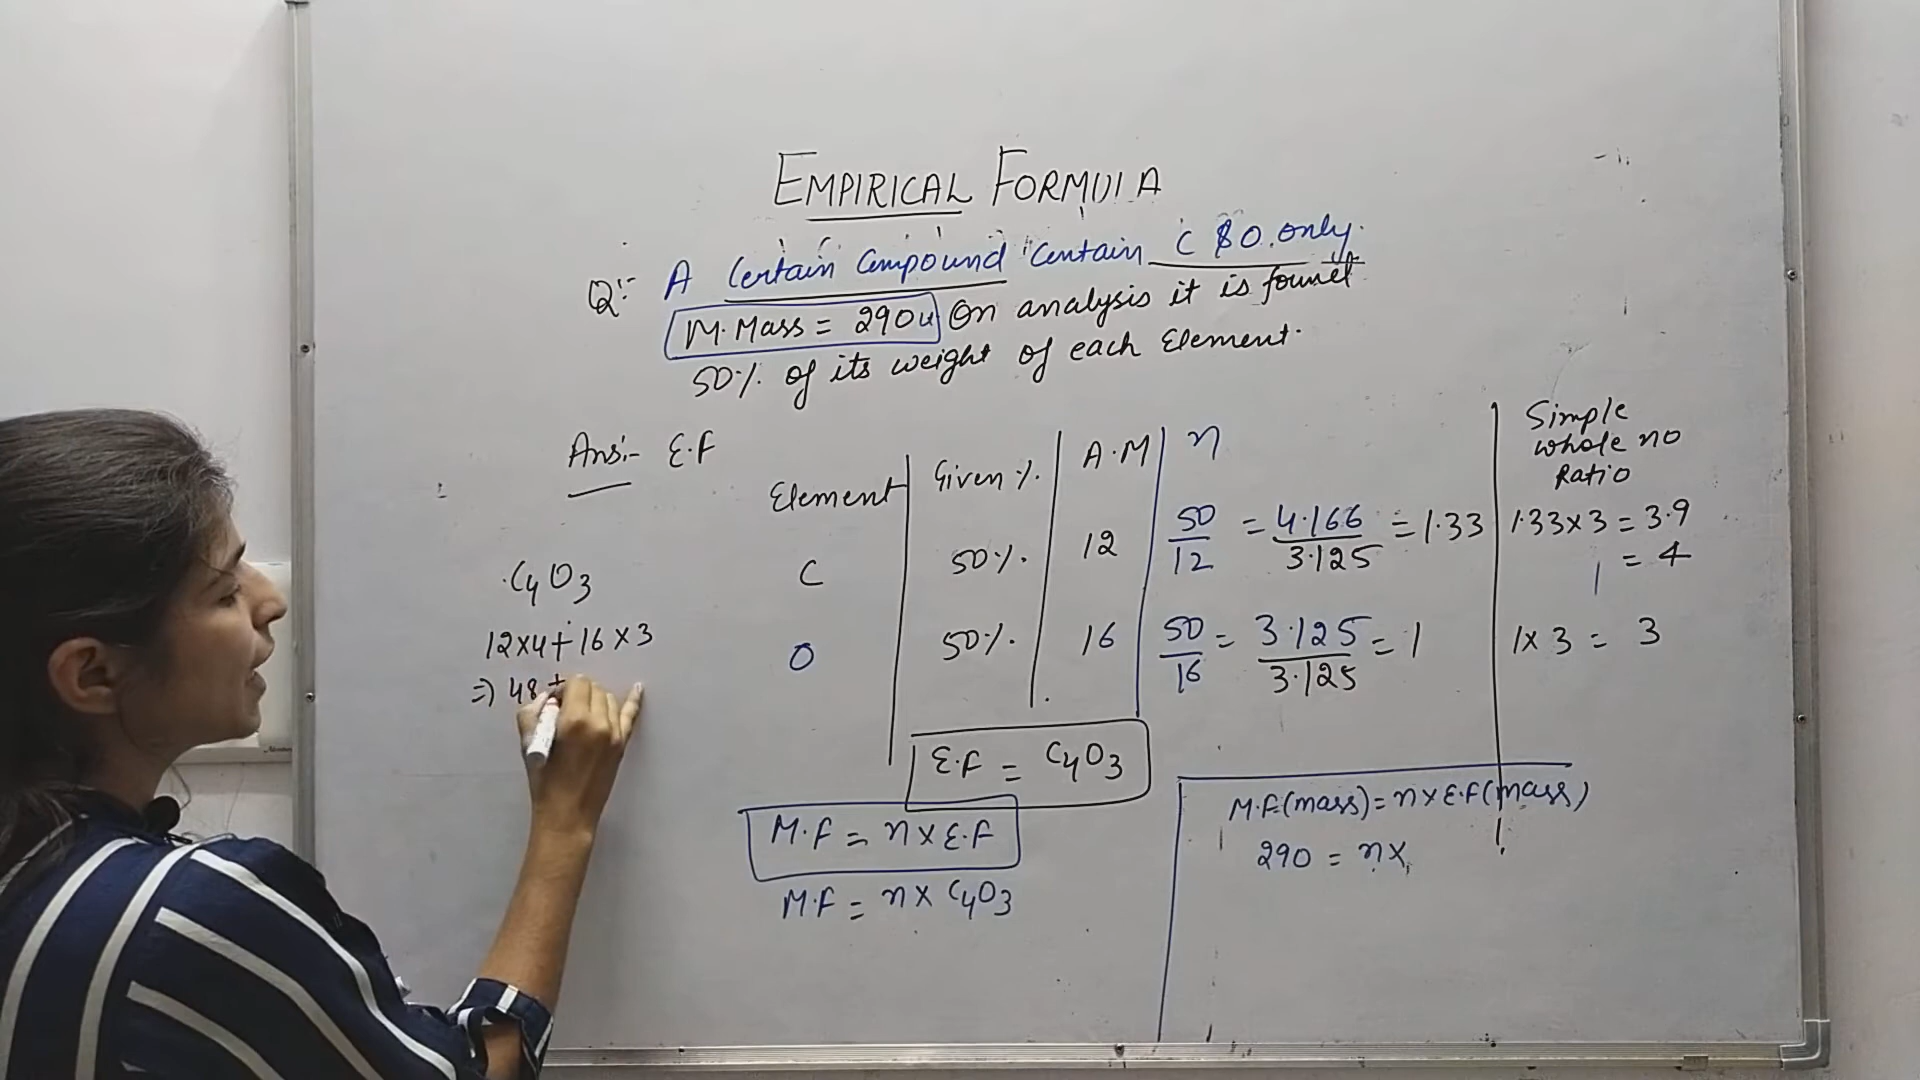 EMPIRICAL FORMULA
Q:- A Certain Compound Contain C & O only.
M.Mass = 290u On analysis it is found
50% of its weight of each Element.
Ans:- E.F
Element Given % A.M n Simple whole no Ratio
C 50% 12 50/12 = 4.166/3.125 = 1.33 1.33×3 = 3.9
= 4
O 50% 16 50/16 = 3.125/3.125 = 1 1×3 = 3
C4O3
12×4+16×3
=) 48+
E.F = C4O3
M.F = n×E.F
M.F = n× C4O3
M.F(mass) = n×E.F(mass)
290 = n×